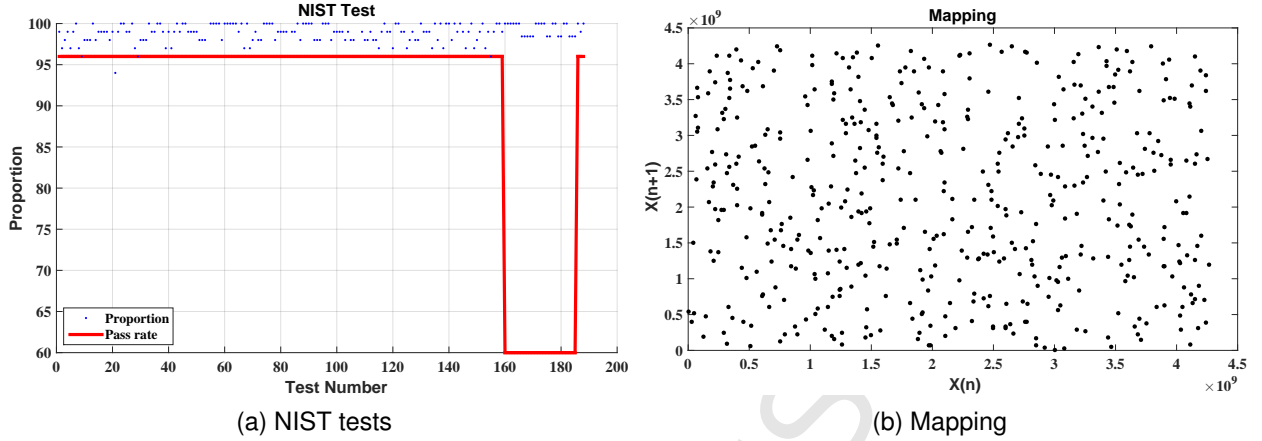 NIST Test
100
95
90
85
80
75
70
65
60
Proportion
Proportion
Pass rate
0 20 40 60 80 100 120 140 160 180 200
Test Number
(a) NIST tests
Mapping
×10⁹
4.5
4
3.5
3
2.5
2
1.5
1
0.5
0
X(n+1)
0 0.5 1 1.5 2 2.5 3 3.5 4 4.5
X(n)
×10⁹
(b) Mapping